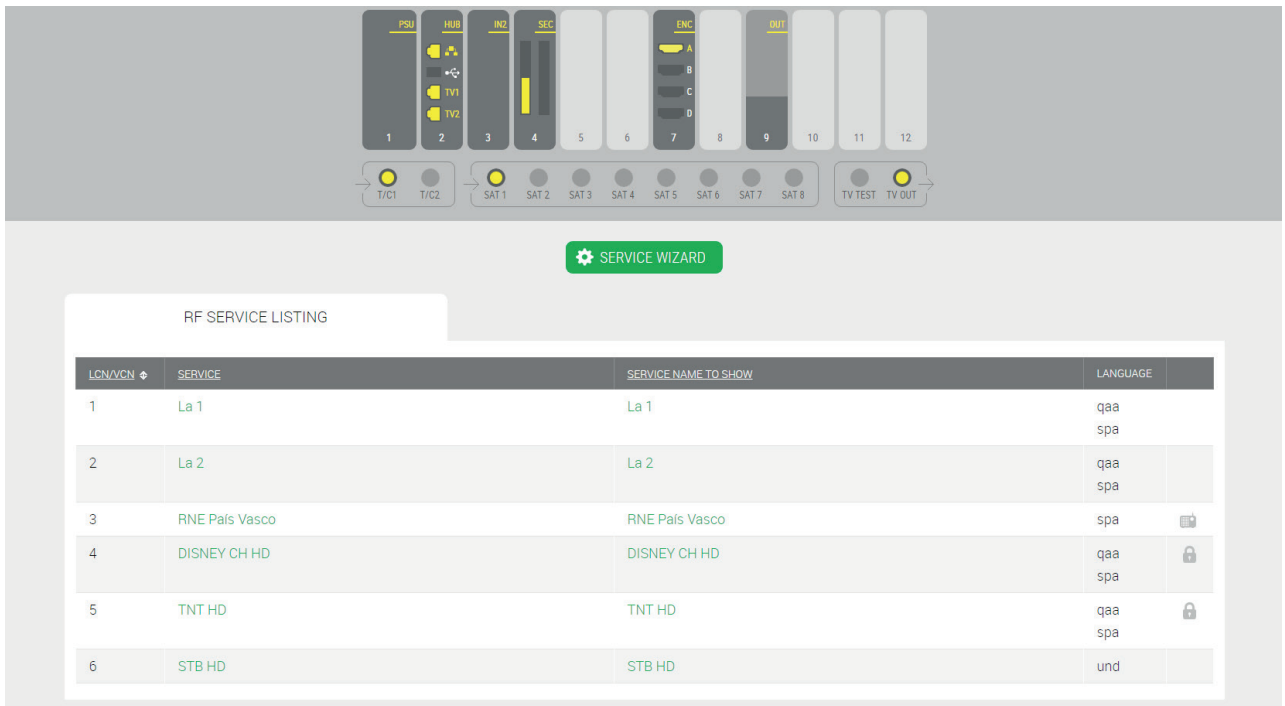 PSU HUB IN2 SEC ENC OUT
A
B
TV1 C
TV2 D
1 2 3 4 5 6 7 8 9 10 11 12
T/C1 T/C2 SAT 1 SAT 2 SAT 3 SAT 4 SAT 5 SAT 6 SAT 7 SAT 8 TV TEST TV OUT
SERVICE WIZARD
RF SERVICE LISTING
LCN/VCN SERVICE SERVICE NAME TO SHOW LANGUAGE
1 La 1 La 1 qaa
spa
2 La 2 La 2 qaa
spa
3 RNE País Vasco RNE País Vasco spa
4 DISNEY CH HD DISNEY CH HD qaa
spa
5 TNT HD TNT HD qaa
spa
6 STB HD STB HD und